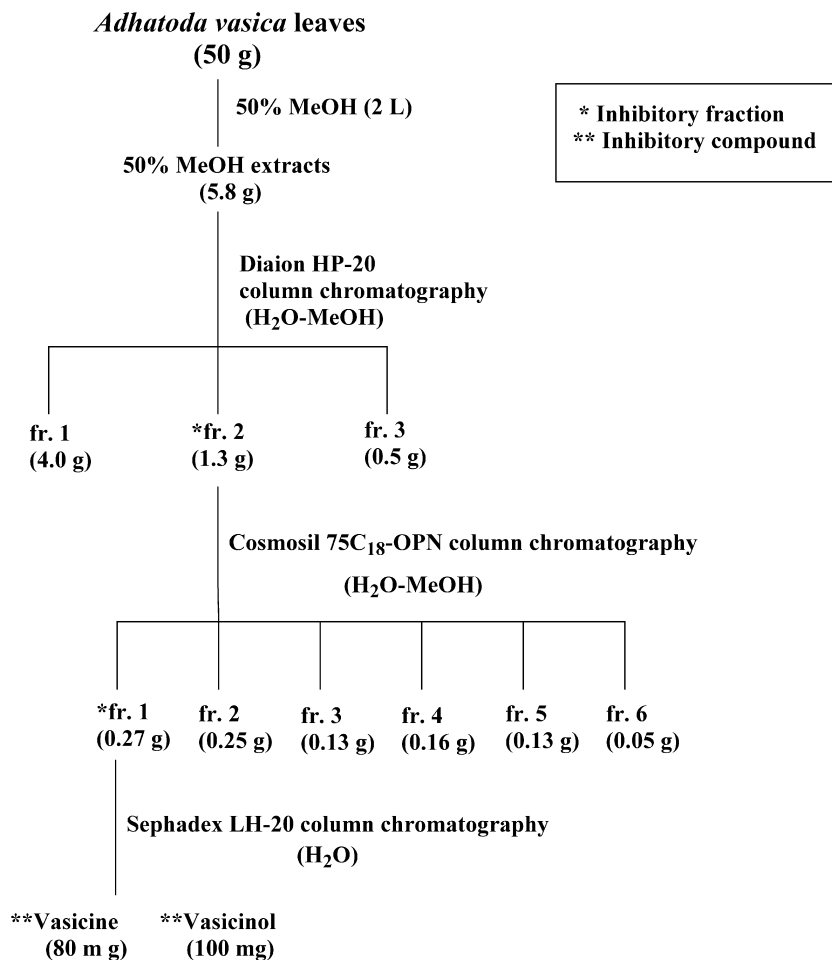 Adhatoda vasica leaves
(50 g)
50% MeOH (2 L)
* Inhibitory fraction
** Inhibitory compound
50% MeOH extracts
(5.8 g)
Diaion HP-20
column chromatography
(H2O-MeOH)
fr. 1
(4.0 g)
*fr. 2
(1.3 g)
fr. 3
(0.5 g)
Cosmosil 75C18-OPN column chromatography
(H2O-MeOH)
*fr. 1
(0.27 g)
fr. 2
(0.25 g)
fr. 3
(0.13 g)
fr. 4
(0.16 g)
fr. 5
(0.13 g)
fr. 6
(0.05 g)
Sephadex LH-20 column chromatography
(H2O)
**Vasicine
(80 m g)
**Vasicinol
(100 mg)